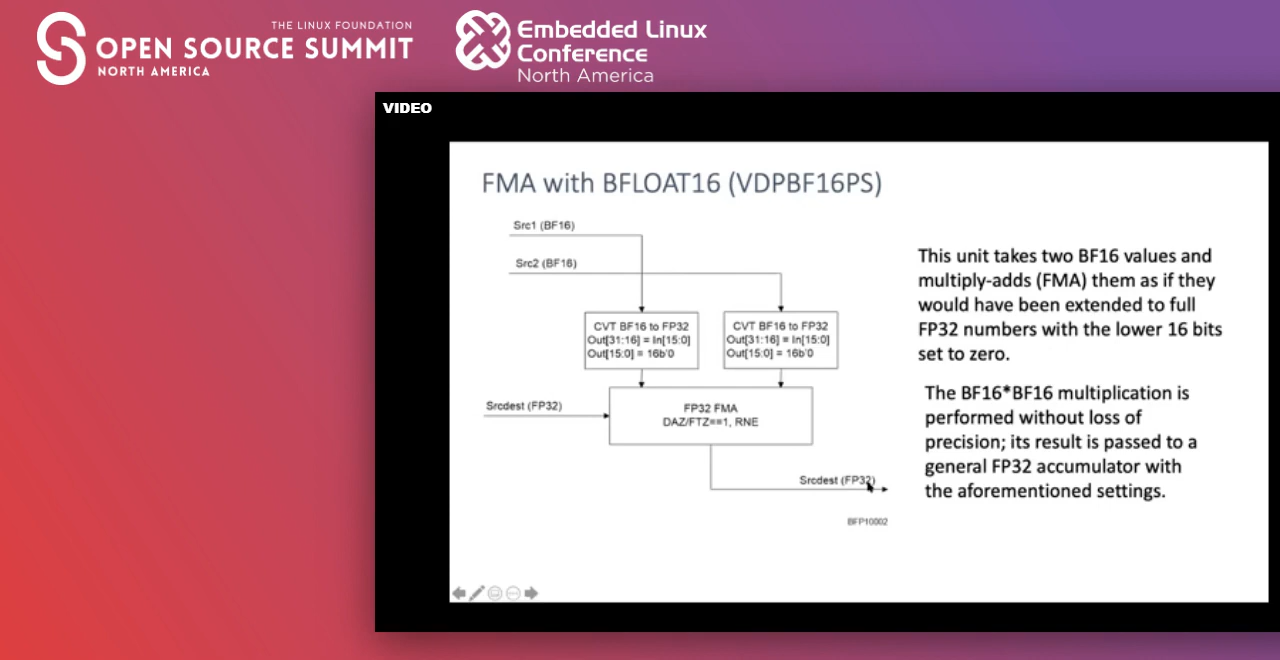 THE LINUX FOUNDATION
OPEN SOURCE SUMMIT
NORTH AMERICA
Embedded Linux
Conference
North America
VIDEO
FMA with BFLOAT16 (VDPBF16PS)
Src1 (BF16)
Src2 (BF16)
CVT BF16 to FP32
Out[31:16] = In[15:0]
Out[15:0] = 16b'0
CVT BF16 to FP32
Out[31:16] = In[15:0]
Out[15:0] = 16b'0
Srcdest (FP32)
FP32 FMA
DAZ/FTZ==1, RNE
Srcdest (FP32)
BFP10002
This unit takes two BF16 values and
multiply-adds (FMA) them as if they
would have been extended to full
FP32 numbers with the lower 16 bits
set to zero.
The BF16*BF16 multiplication is
performed without loss of
precision; its result is passed to a
general FP32 accumulator with
the aforementioned settings.